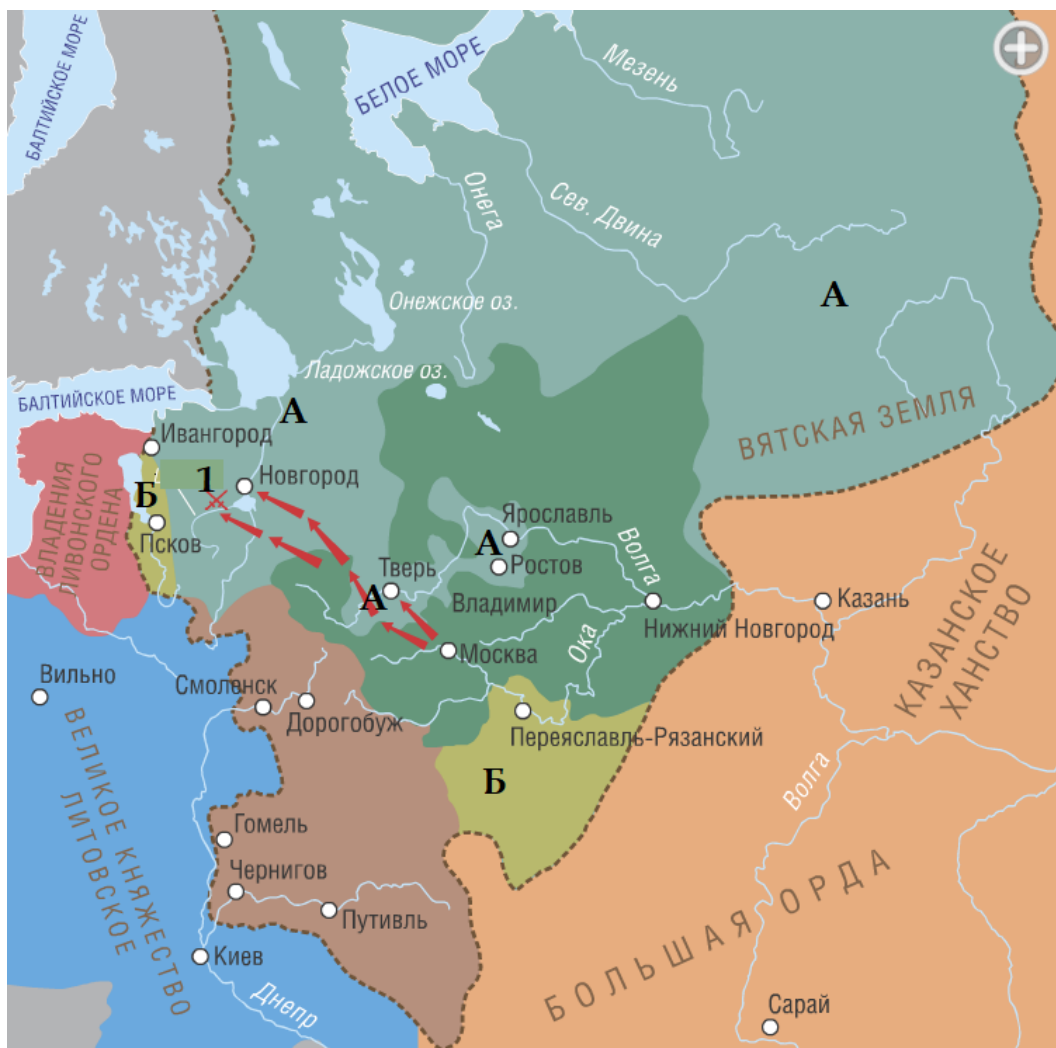 БАЛТИЙСКОЕ МОРЕ
БЕЛОЕ МОРЕ
Мезень
Онега
Сев. Двина
А
Онежское оз.
Ладожское оз.
БАЛТИЙСКОЕ МОРЕ
А
ВЯТСКАЯ ЗЕМЛЯ
Ивангород
1
Новгород
Б
Псков
ВЛАДЕНИЯ
ЛИВОНСКОГО
ОРДЕНА
Ярославль
А
Ростов
Волга
Тверь
А
Владимир
Казань
Нижний Новгород
Ока
Москва
КАЗАНСКОЕ
ХАНСТВО
Вильно
Смоленск
Дорогобуж
Переяславль-Рязанский
Б
Волга
ВЕЛИКОЕ КНЯЖЕСТВО
ЛИТОВСКОЕ
Гомель
Чернигов
Путивль
БОЛЬШАЯ ОРДА
Киев
Днепр
Сарай